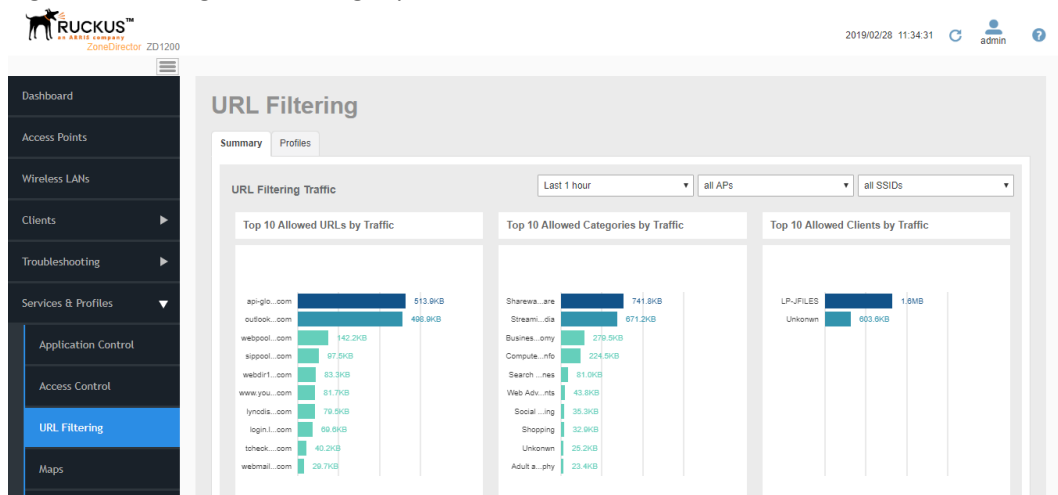 RUCKUS™
an ARRIS company
ZoneDirector ZD1200
2019/02/28 11:34:31
admin
?
Dashboard
Access Points
Wireless LANs
Clients
Troubleshooting
Services & Profiles
Application Control
Access Control
URL Filtering
Maps
URL Filtering
Summary Profiles
URL Filtering Traffic
Last 1 hour
all APs
all SSIDs
Top 10 Allowed URLs by Traffic
api-glo...com 513.9KB
outlook...com 498.9KB
webpool...com 142.2KB
sippool...com 97.5KB
webdir1...com 83.3KB
www.you...com 81.7KB
lyncdis...com 79.5KB
login.l...com 69.6KB
tcheck....com 40.2KB
webmail...com 29.7KB
Top 10 Allowed Categories by Traffic
Sharewa...are 741.8KB
Streami...dia 671.2KB
Busines...omy 279.5KB
Compute...nfo 224.5KB
Search ...nes 81.0KB
Web Adv...nts 43.8KB
Social ...ing 35.3KB
Shopping 32.9KB
Unkonwn 25.2KB
Adult a...phy 23.4KB
Top 10 Allowed Clients by Traffic
LP-JFILES 1.6MB
Unkonwn 603.6KB